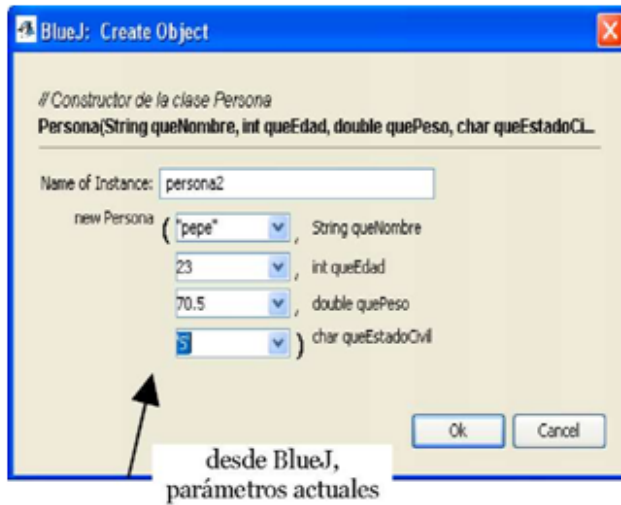 BlueJ: Create Object
// Constructor de la clase Persona
Persona(String queNombre, int queEdad, double quePeso, char queEstadoCi...
Name of Instance: persona2
new Persona ( "pepe" , String queNombre
23 , int queEdad
70.5 , double quePeso
'S' ) char queEstadoCivil
Ok Cancel
desde BlueJ,
parámetros actuales